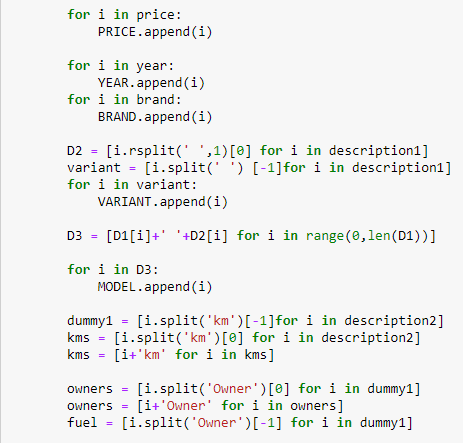 for i in price:
    PRICE.append(i)
for i in year:
    YEAR.append(i)
for i in brand:
    BRAND.append(i)
D2 = [i.rsplit(' ',1)[0] for i in description1]
variant = [i.split(' ') [-1]for i in description1]
for i in variant:
    VARIANT.append(i)
D3 = [D1[i]+' '+D2[i] for i in range(0,len(D1))]
for i in D3:
    MODEL.append(i)
dummy1 = [i.split('km')[-1]for i in description2]
kms = [i.split('km')[0] for i in description2]
kms = [i+'km' for i in kms]
owners = [i.split('Owner')[0] for i in dummy1]
owners = [i+'Owner' for i in owners]
fuel = [i.split('Owner')[-1] for i in dummy1]